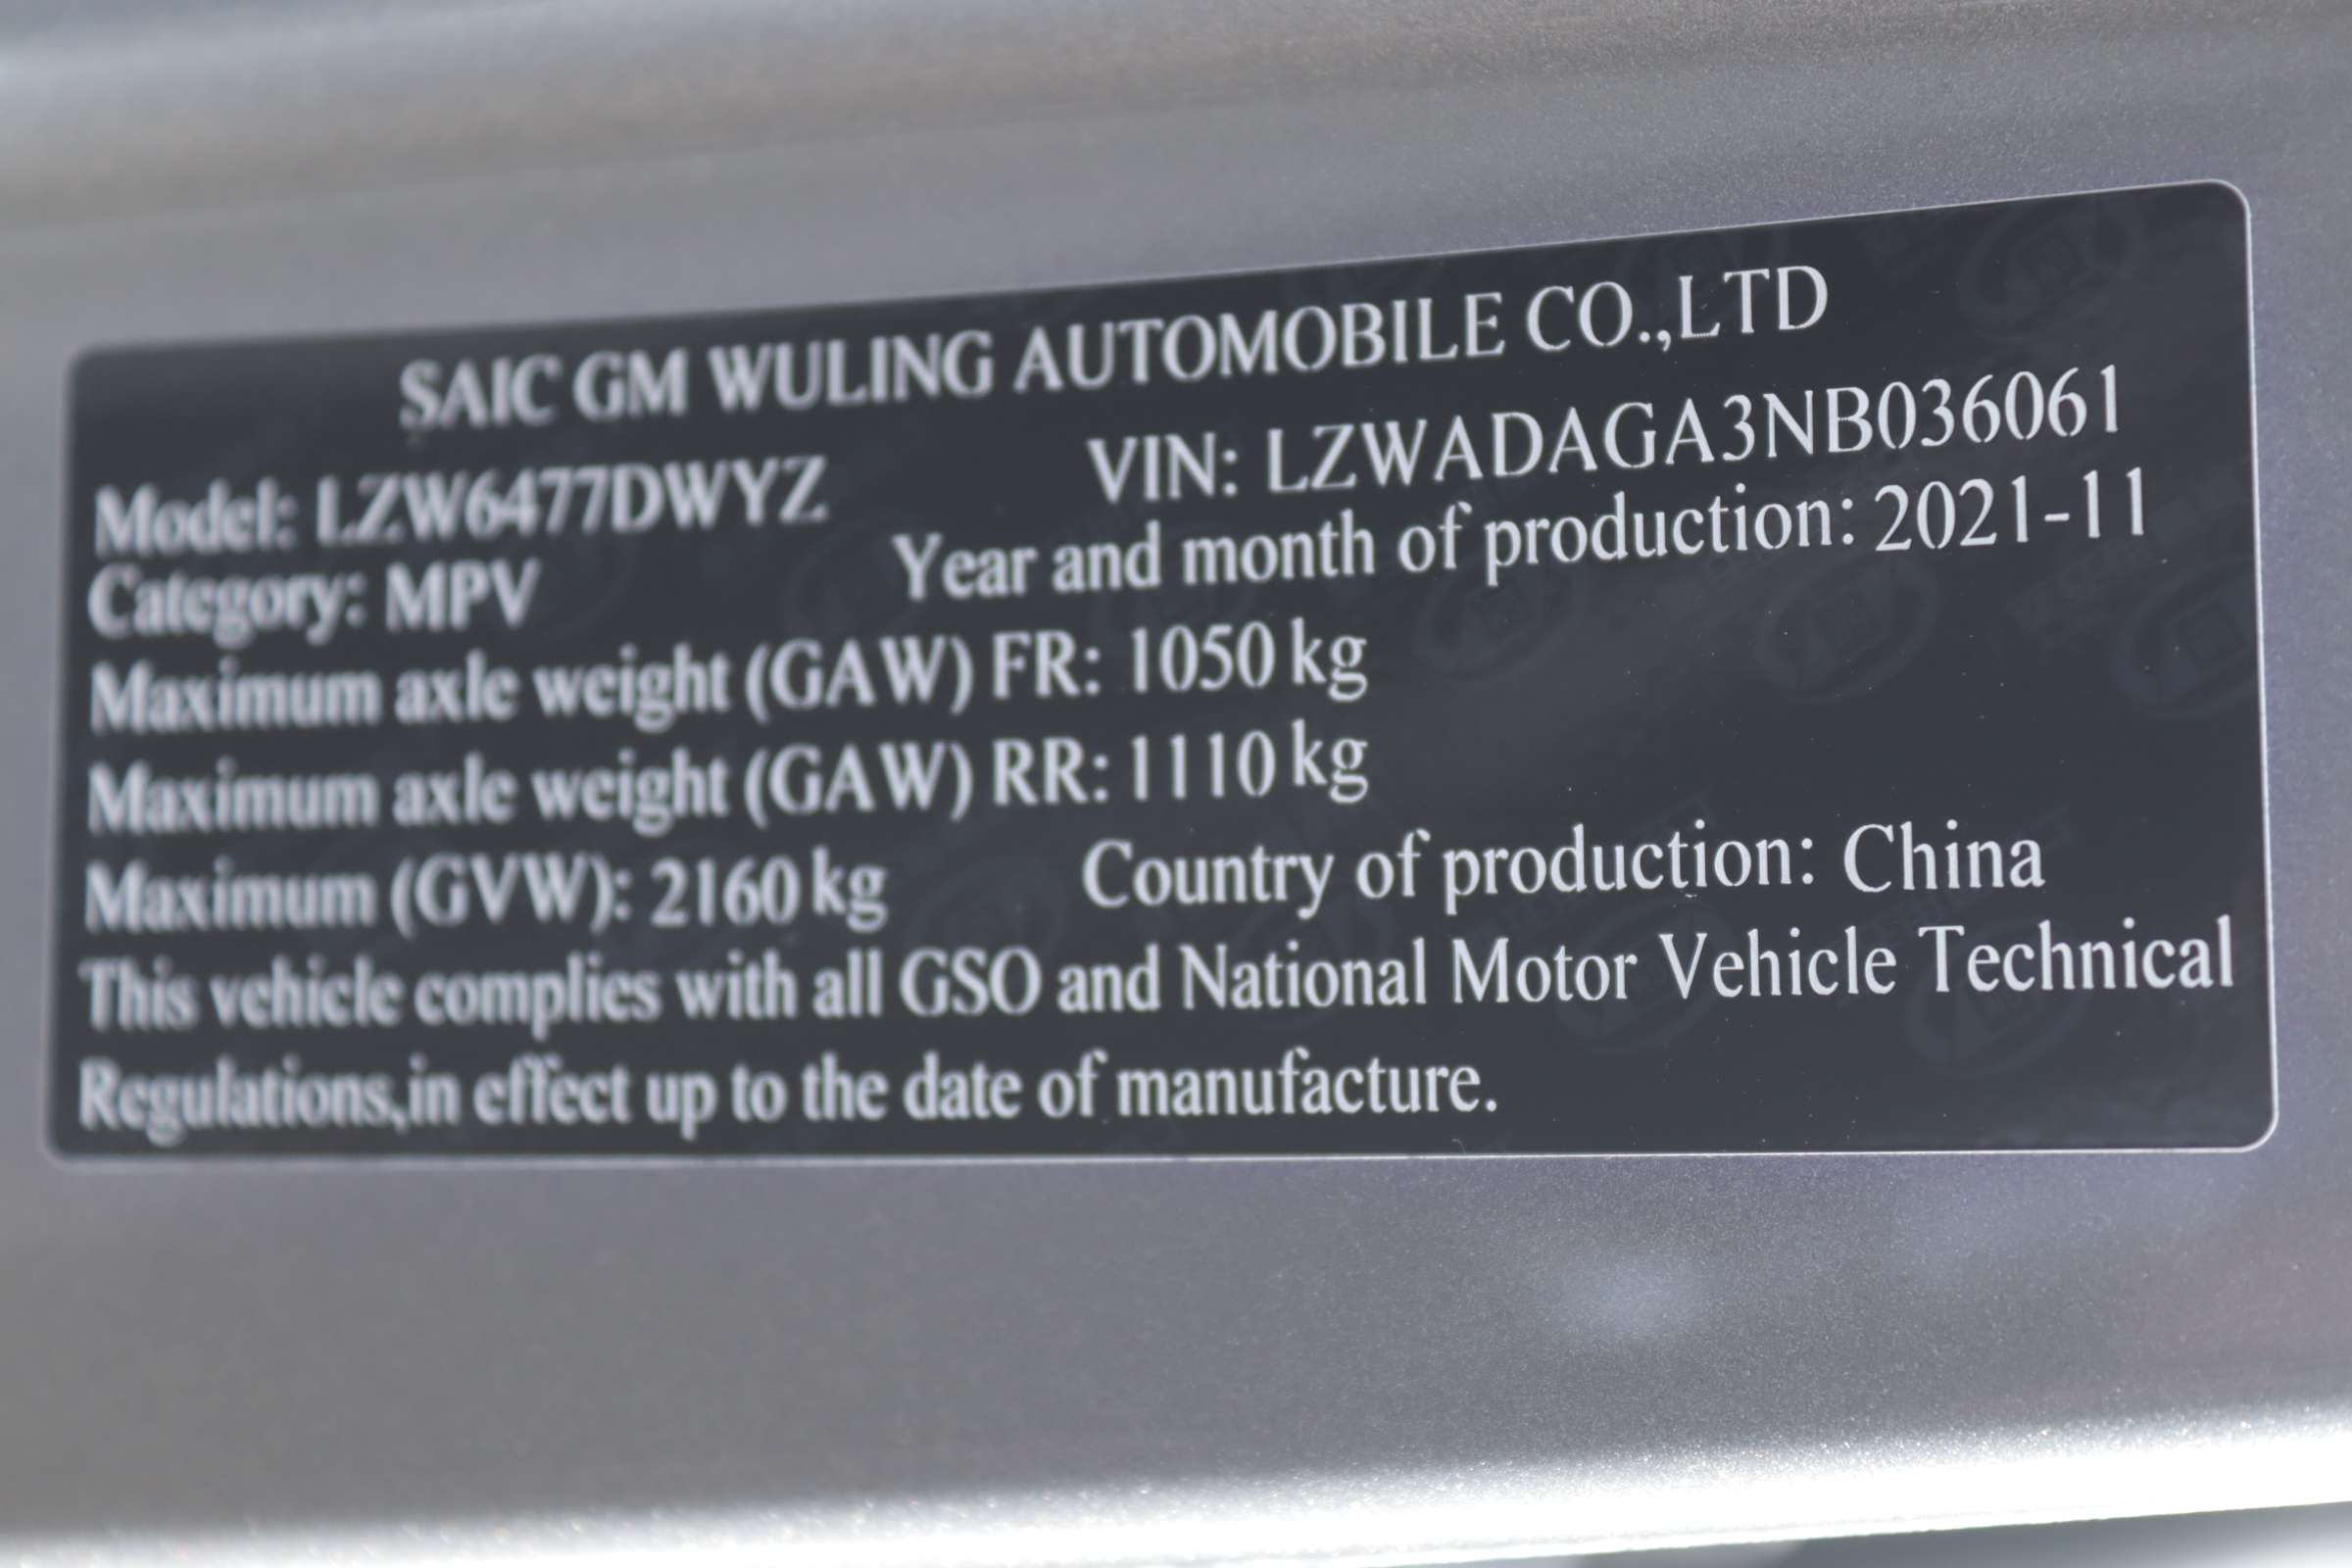 SAIC GM WULING AUTOMOBILE CO.,LTD
Model: LZW6477DWYZ VIN: LZWADAGA3NB036061
Category: MPV Year and month of production: 2021-11
Maximum axle weight (GAW) FR: 1050 kg
Maximum axle weight (GAW) RR: 1110 kg
Maximum (GVW): 2160 kg Country of production: China
This vehicle complies with all GSO and National Motor Vehicle Technical
Regulations,in effect up to the date of manufacture.